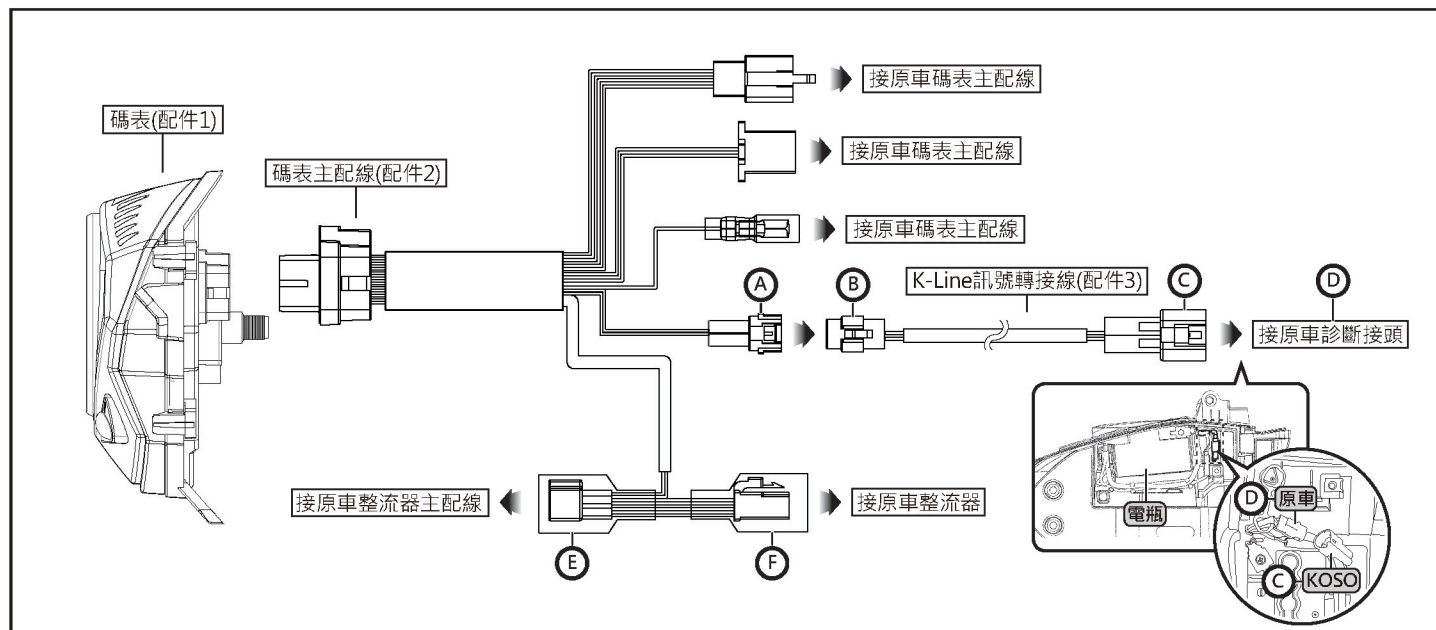 碼表(配件1)
碼表主配線(配件2)
接原車碼表主配線
接原車碼表主配線
接原車碼表主配線
A
B
K-Line訊號轉接線(配件3)
C
D
接原車診斷接頭
接原車整流器主配線
接原車整流器
E
F
電瓶
D
原車
C
KOSO